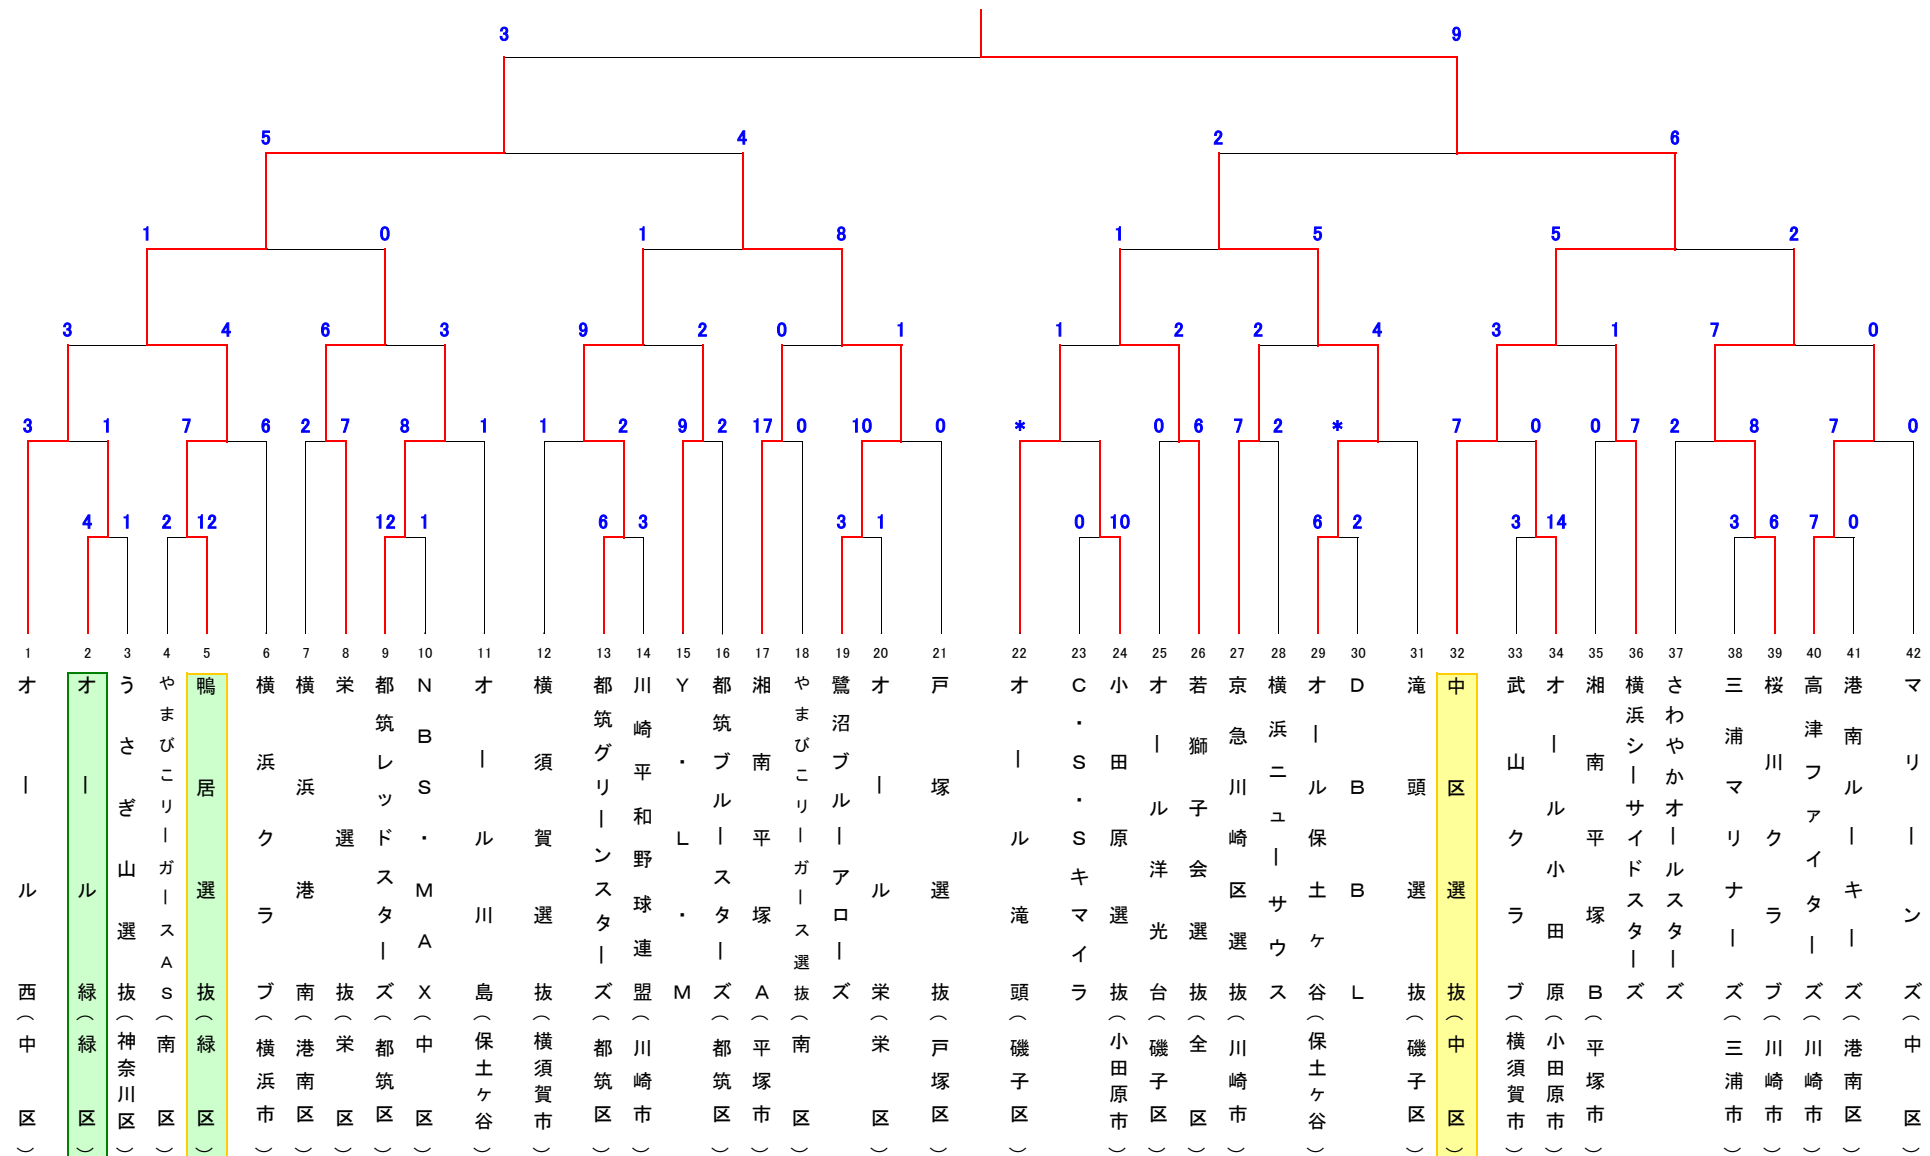 3 9
5 4 2 6
1 0 1 8 1 5 5 2
3 4 6 3 9 2 0 1 1 2 2 4 3 1 7 0
3 1 7 6 2 7 8 1 1 2 9 2 17 0 10 0 * 0 6 7 2 * 7 0 0 7 2 8 7 0
4 1 2 12 12 1 6 3 3 1 0 10 6 2 3 14 3 6 7 0
1 2 3 4 5 6 7 8 9 10 11 12 13 14 15 16 17 18 19 20 21 22 23 24 25 26 27 28 29 30 31 32 33 34 35 36 37 38 39 40 41 42
オール西(中区)
オール緑(緑区)
うさぎ山選抜(神奈川区)
やまびこリーガースAS(南区)
鴨居選抜(緑区)
横浜クラブ(横浜市)
横浜港南(港南区)
栄選抜(栄区)
都筑レッドスターズ(都筑区)
NBS・MAX(中区)
オール川島(保土ヶ谷)
横須賀選抜(横須賀市)
都筑グリーンスターズ(都筑区)
川崎平和野球連盟(川崎市)
Y・L・M
都筑ブルースターズ(都筑区)
湘南平塚A(平塚市)
やまびこリーガース選抜(南区)
鷺沼ブルーアローズ
オール栄(栄区)
戸塚選抜(戸塚区)
オール滝頭(磯子区)
C・S・Sキマイラ
小田原選抜(小田原市)
オール洋光台(磯子区)
若獅子会選抜(全区)
京急川崎区選抜(川崎市)
横浜ニューサウス
オール保土ヶ谷(保土ヶ谷)
DBBL
滝頭選抜(磯子区)
中区選抜(中区)
武山クラブ(横須賀市)
オール小田原(小田原市)
湘南平塚B(平塚市)
横浜シーサイドスターズ
さわやかオールスターズ
三浦マリナーズ(三浦市)
桜川クラブ(川崎市)
高津ファイターズ(川崎市)
港南ルーキーズ(港南区)
マリーンズ(中区)